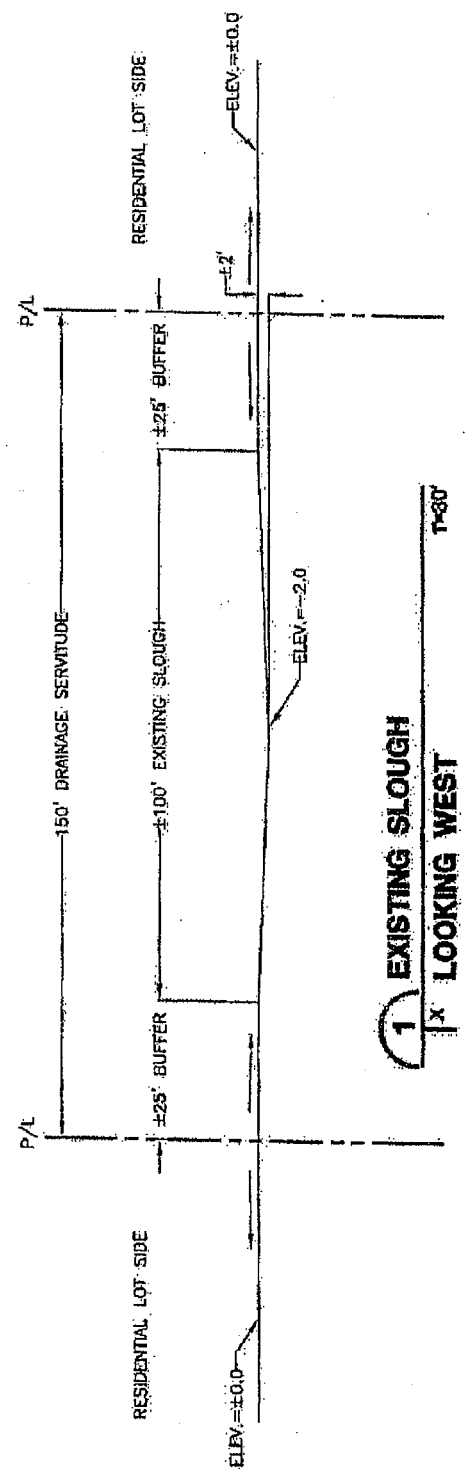 P/L
P/L
150' DRAINAGE SERVITUDE
RESIDENTIAL LOT SIDE
±25' BUFFER
±100' EXISTING SLOUGH
±25' BUFFER
RESIDENTIAL LOT SIDE
±2'
ELEV.=±0.0
ELEV.=-2.0
ELEV.=±0.0
1
X
EXISTING SLOUGH
LOOKING WEST
1"=30'